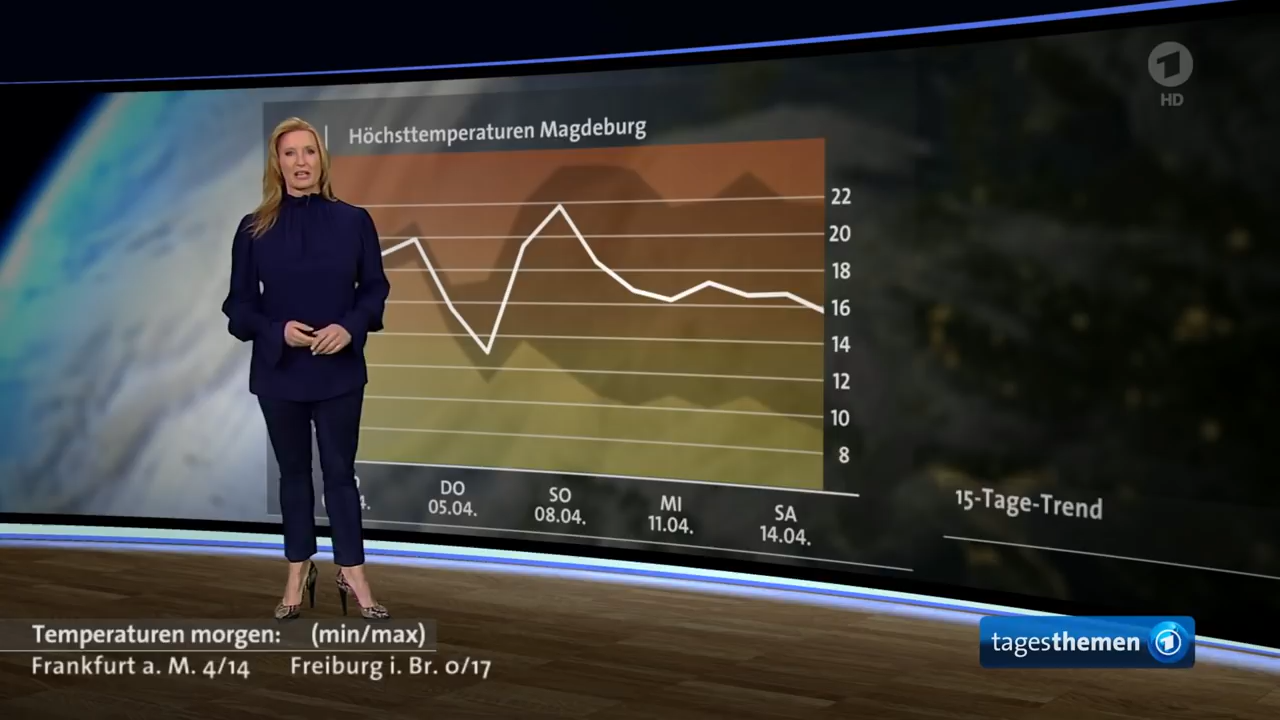 1
HD
Höchsttemperaturen Magdeburg
22
20
18
16
14
12
10
8
DO SO MI SA
4. 05.04. 08.04. 11.04. 14.04.
15-Tage-Trend
Temperaturen morgen: (min/max)
Frankfurt a. M. 4/14 Freiburg i. Br. 0/17
tagesthemen 1